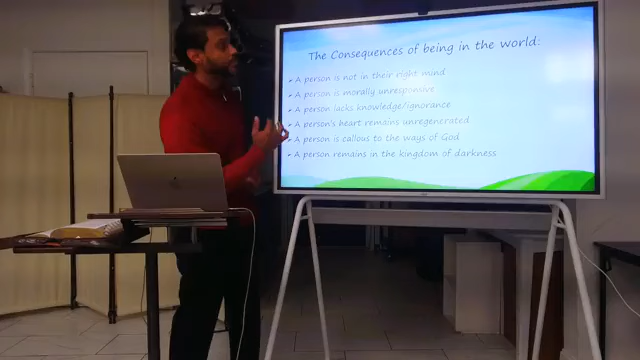 The Consequences of being in the world:
➢ A person is not in their right mind
➢ A person is morally unresponsive
➢ A person lacks knowledge/ignorance
➢ A person's heart remains unregenerated
➢ A person is callous to the ways of God
➢ A person remains in the kingdom of darkness